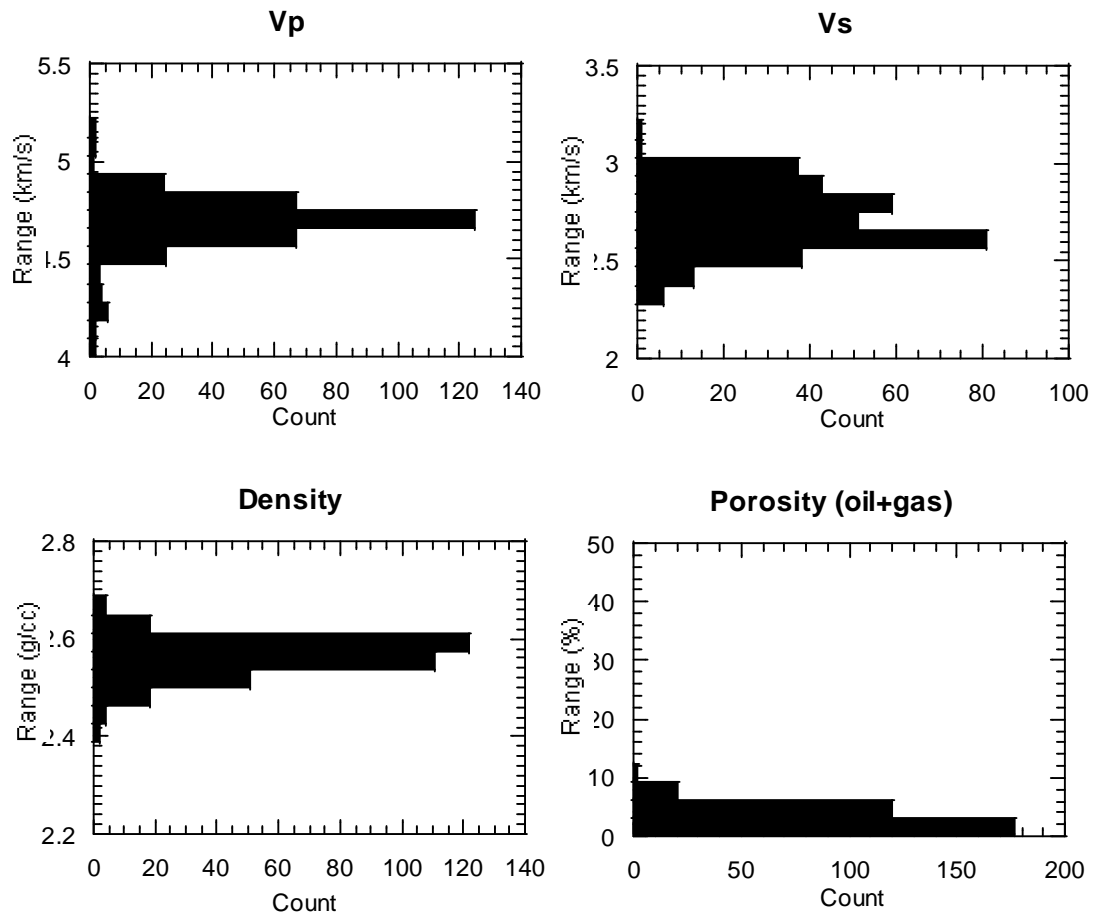 Vp
5.5
5
4.5
4
Range (km/s)
0 20 40 60 80 100 120 140
Count
Vs
3.5
3
2.5
2
Range (km/s)
0 20 40 60 80 100
Count
Density
2.8
2.6
2.4
2.2
Range (g/cc)
0 20 40 60 80 100 120 140
Count
Porosity (oil+gas)
50
40
30
20
10
0
Range (%)
0 50 100 150 200
Count